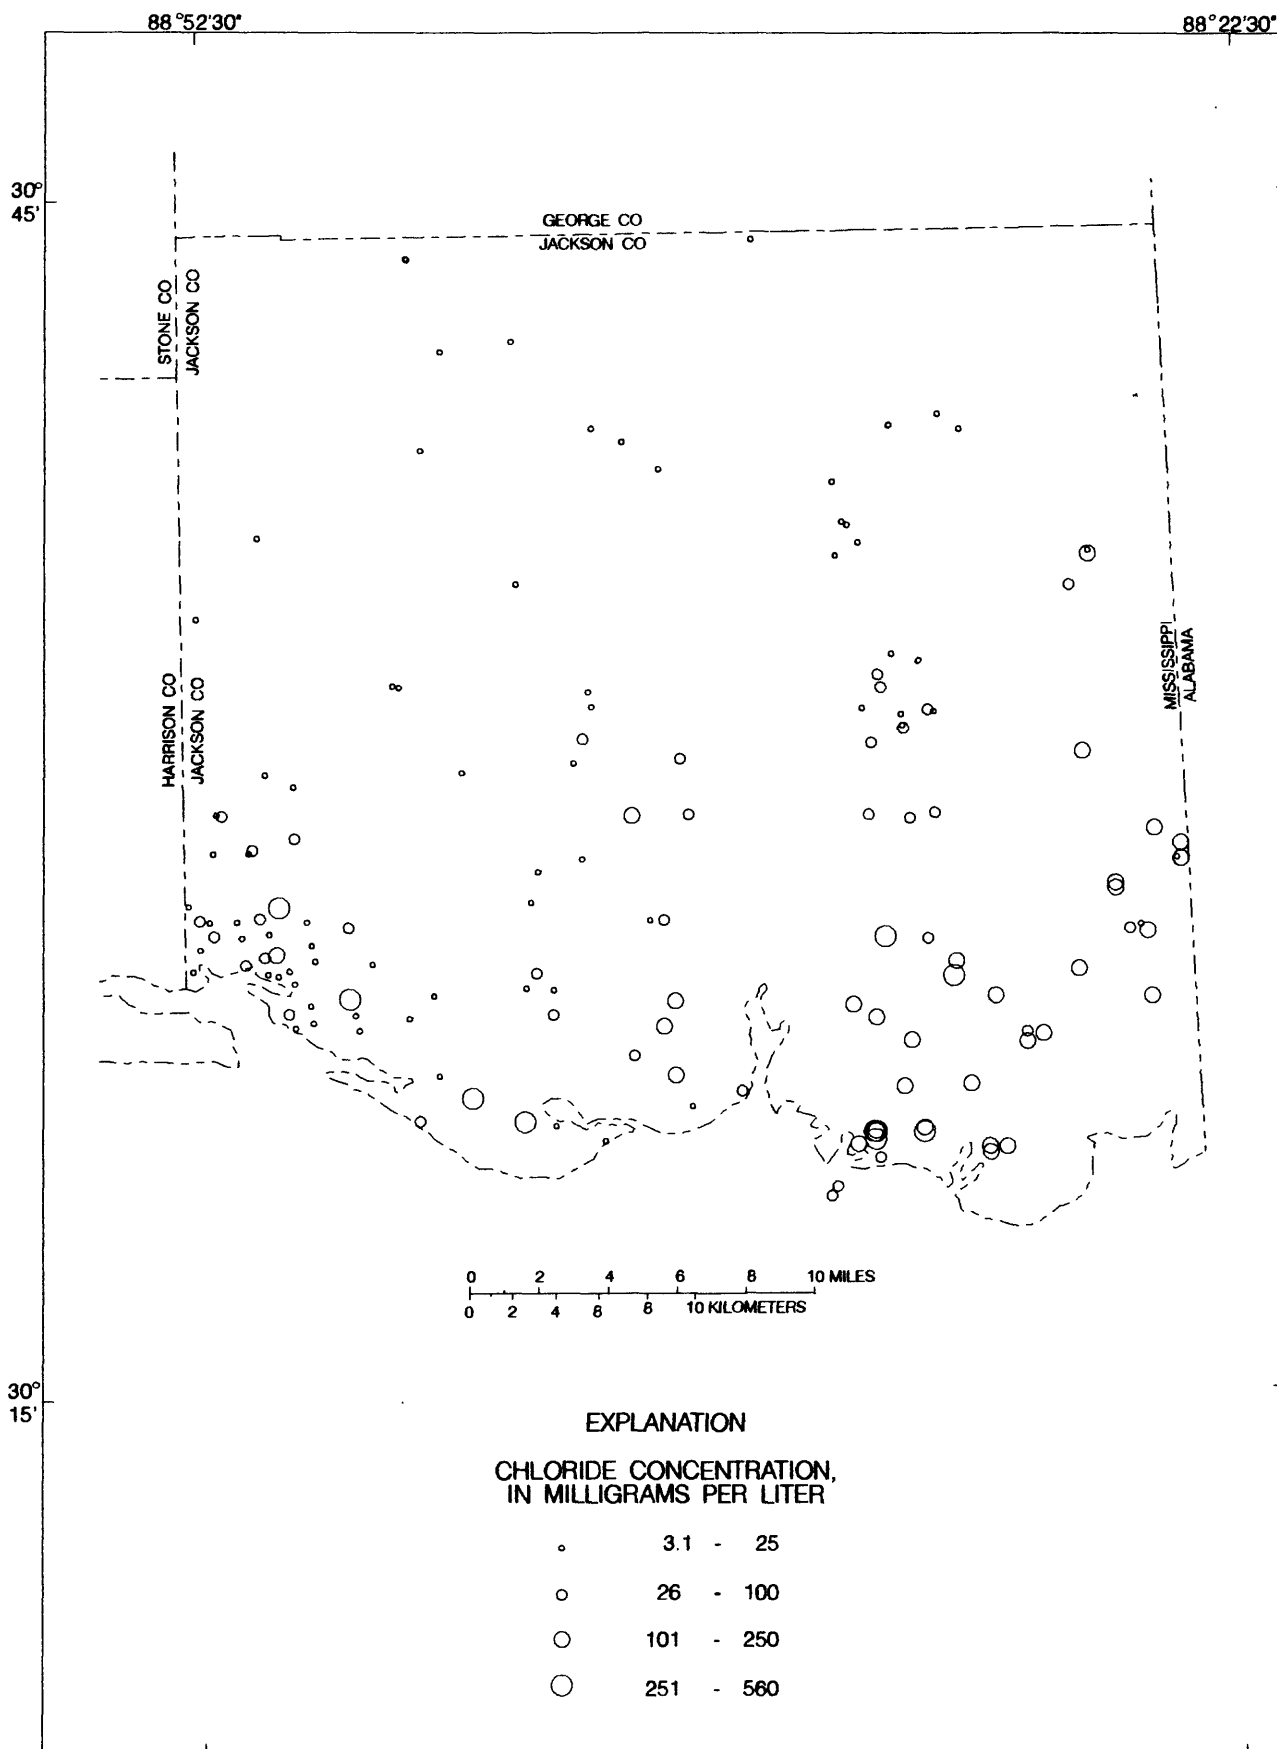 88°52'30"
88°22'30"
30°
45'
GEORGE CO
JACKSON CO
STONE CO
JACKSON CO
HARRISON CO
JACKSON CO
MISSISSIPPI
ALABAMA
0 2 4 6 8 10 MILES
0 2 4 8 8 10 KILOMETERS
30°
15'
EXPLANATION
CHLORIDE CONCENTRATION,
IN MILLIGRAMS PER LITER
3.1 - 25
26 - 100
101 - 250
251 - 560